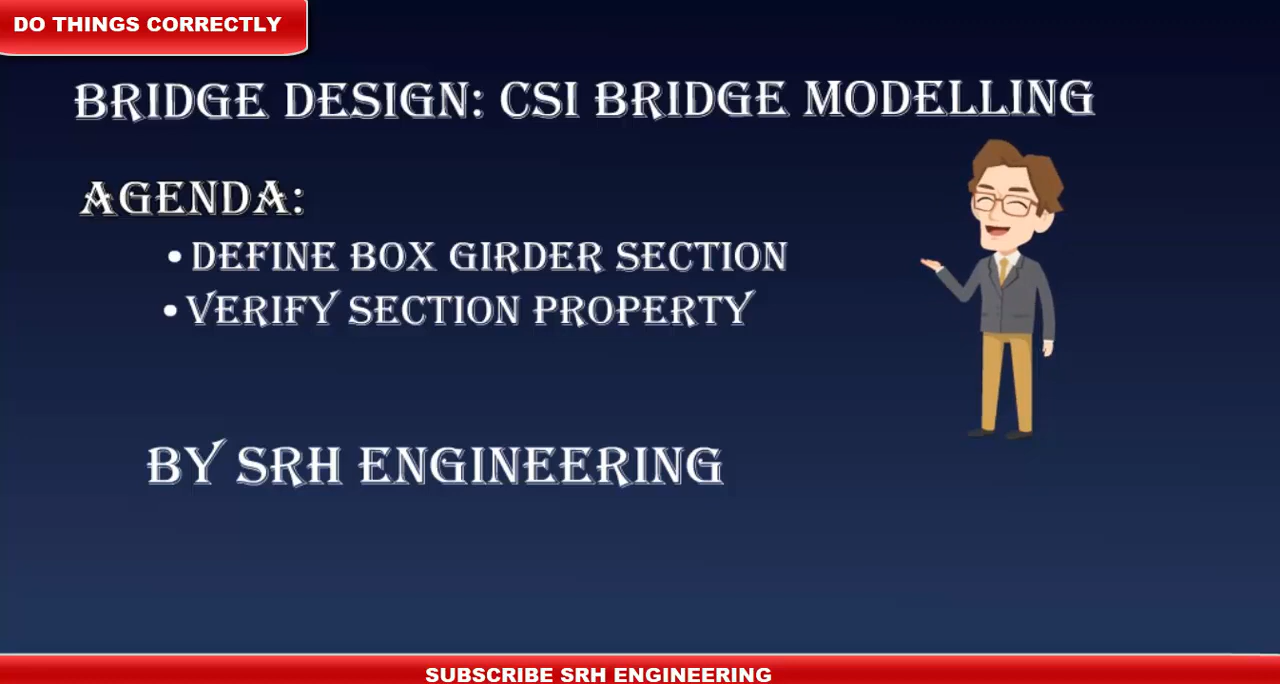 DO THINGS CORRECTLY
BRIDGE DESIGN: CSI BRIDGE MODELLING
AGENDA:
• DEFINE BOX GIRDER SECTION
• VERIFY SECTION PROPERTY
BY SRH ENGINEERING
SUBSCRIBE SRH ENGINEERING